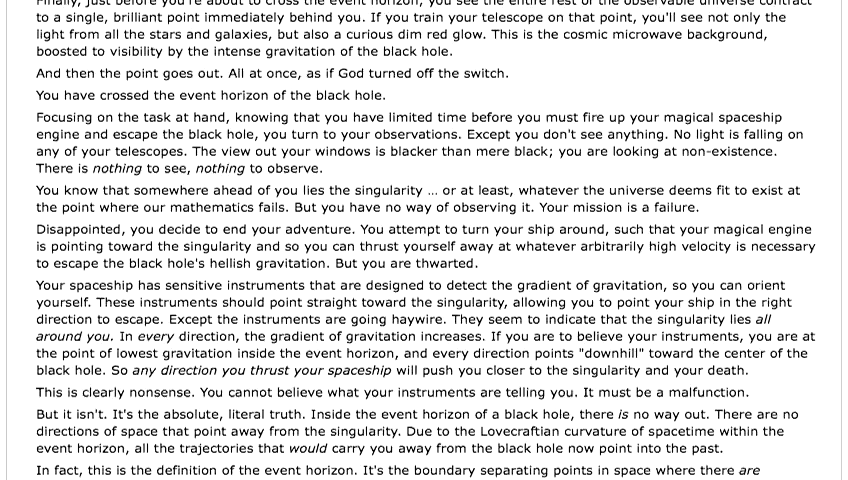 Finally, just before you're about to cross the event horizon, you see the entire rest of the observable universe contract
to a single, brilliant point immediately behind you. If you train your telescope on that point, you'll see not only the
light from all the stars and galaxies, but also a curious dim red glow. This is the cosmic microwave background,
boosted to visibility by the intense gravitation of the black hole.
And then the point goes out. All at once, as if God turned off the switch.
You have crossed the event horizon of the black hole.
Focusing on the task at hand, knowing that you have limited time before you must fire up your magical spaceship
engine and escape the black hole, you turn to your observations. Except you don't see anything. No light is falling on
any of your telescopes. The view out your windows is blacker than mere black; you are looking at non-existence.
There is nothing to see, nothing to observe.
You know that somewhere ahead of you lies the singularity ... or at least, whatever the universe deems fit to exist at
the point where our mathematics fails. But you have no way of observing it. Your mission is a failure.
Disappointed, you decide to end your adventure. You attempt to turn your ship around, such that your magical engine
is pointing toward the singularity and so you can thrust yourself away at whatever arbitrarily high velocity is necessary
to escape the black hole's hellish gravitation. But you are thwarted.
Your spaceship has sensitive instruments that are designed to detect the gradient of gravitation, so you can orient
yourself. These instruments should point straight toward the singularity, allowing you to point your ship in the right
direction to escape. Except the instruments are going haywire. They seem to indicate that the singularity lies all
around you. In every direction, the gradient of gravitation increases. If you are to believe your instruments, you are at
the point of lowest gravitation inside the event horizon, and every direction points "downhill" toward the center of the
black hole. So any direction you thrust your spaceship will push you closer to the singularity and your death.
This is clearly nonsense. You cannot believe what your instruments are telling you. It must be a malfunction.
But it isn't. It's the absolute, literal truth. Inside the event horizon of a black hole, there is no way out. There are no
directions of space that point away from the singularity. Due to the Lovecraftian curvature of spacetime within the
event horizon, all the trajectories that would carry you away from the black hole now point into the past.
In fact, this is the definition of the event horizon. It's the boundary separating points in space where there are